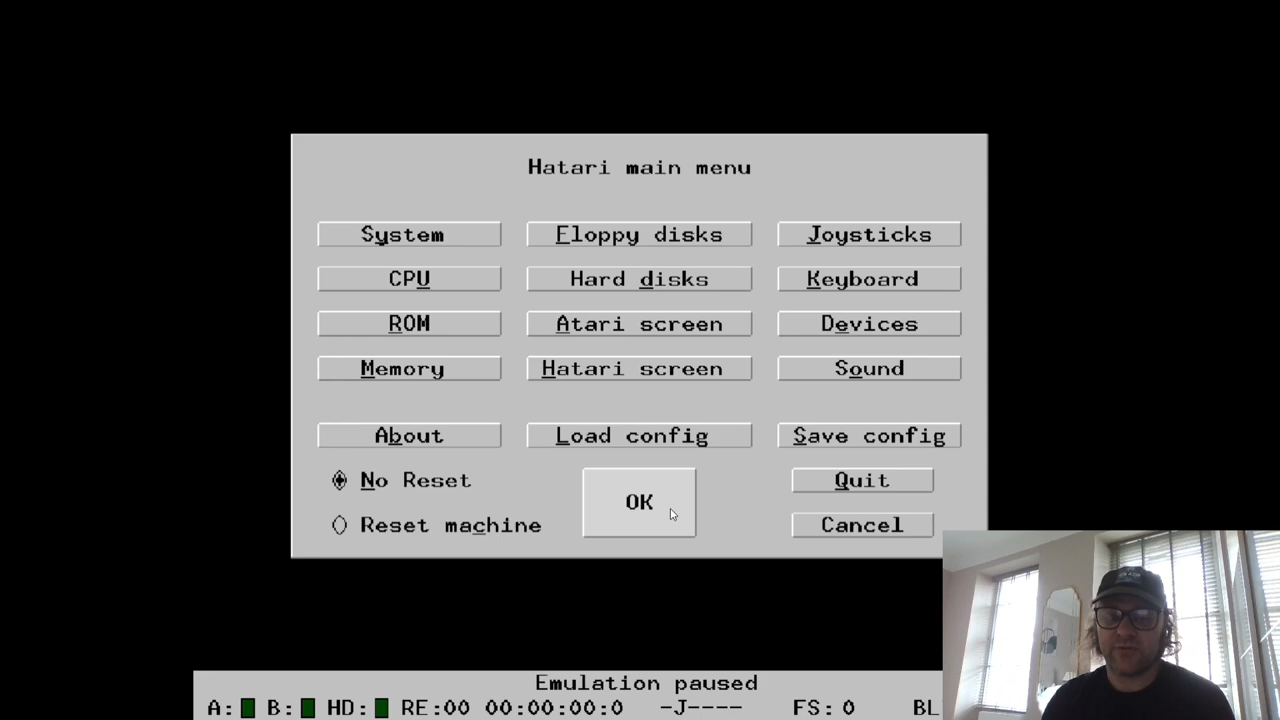 Hatari main menu
System Floppy disks Joysticks
CPU Hard disks Keyboard
ROM Atari screen Devices
Memory Hatari screen Sound
About Load config Save config
No Reset OK Quit
Reset machine Cancel
Emulation paused
A: B: HD: RE:00 00:00:00:0 -J---- FS: 0 BL